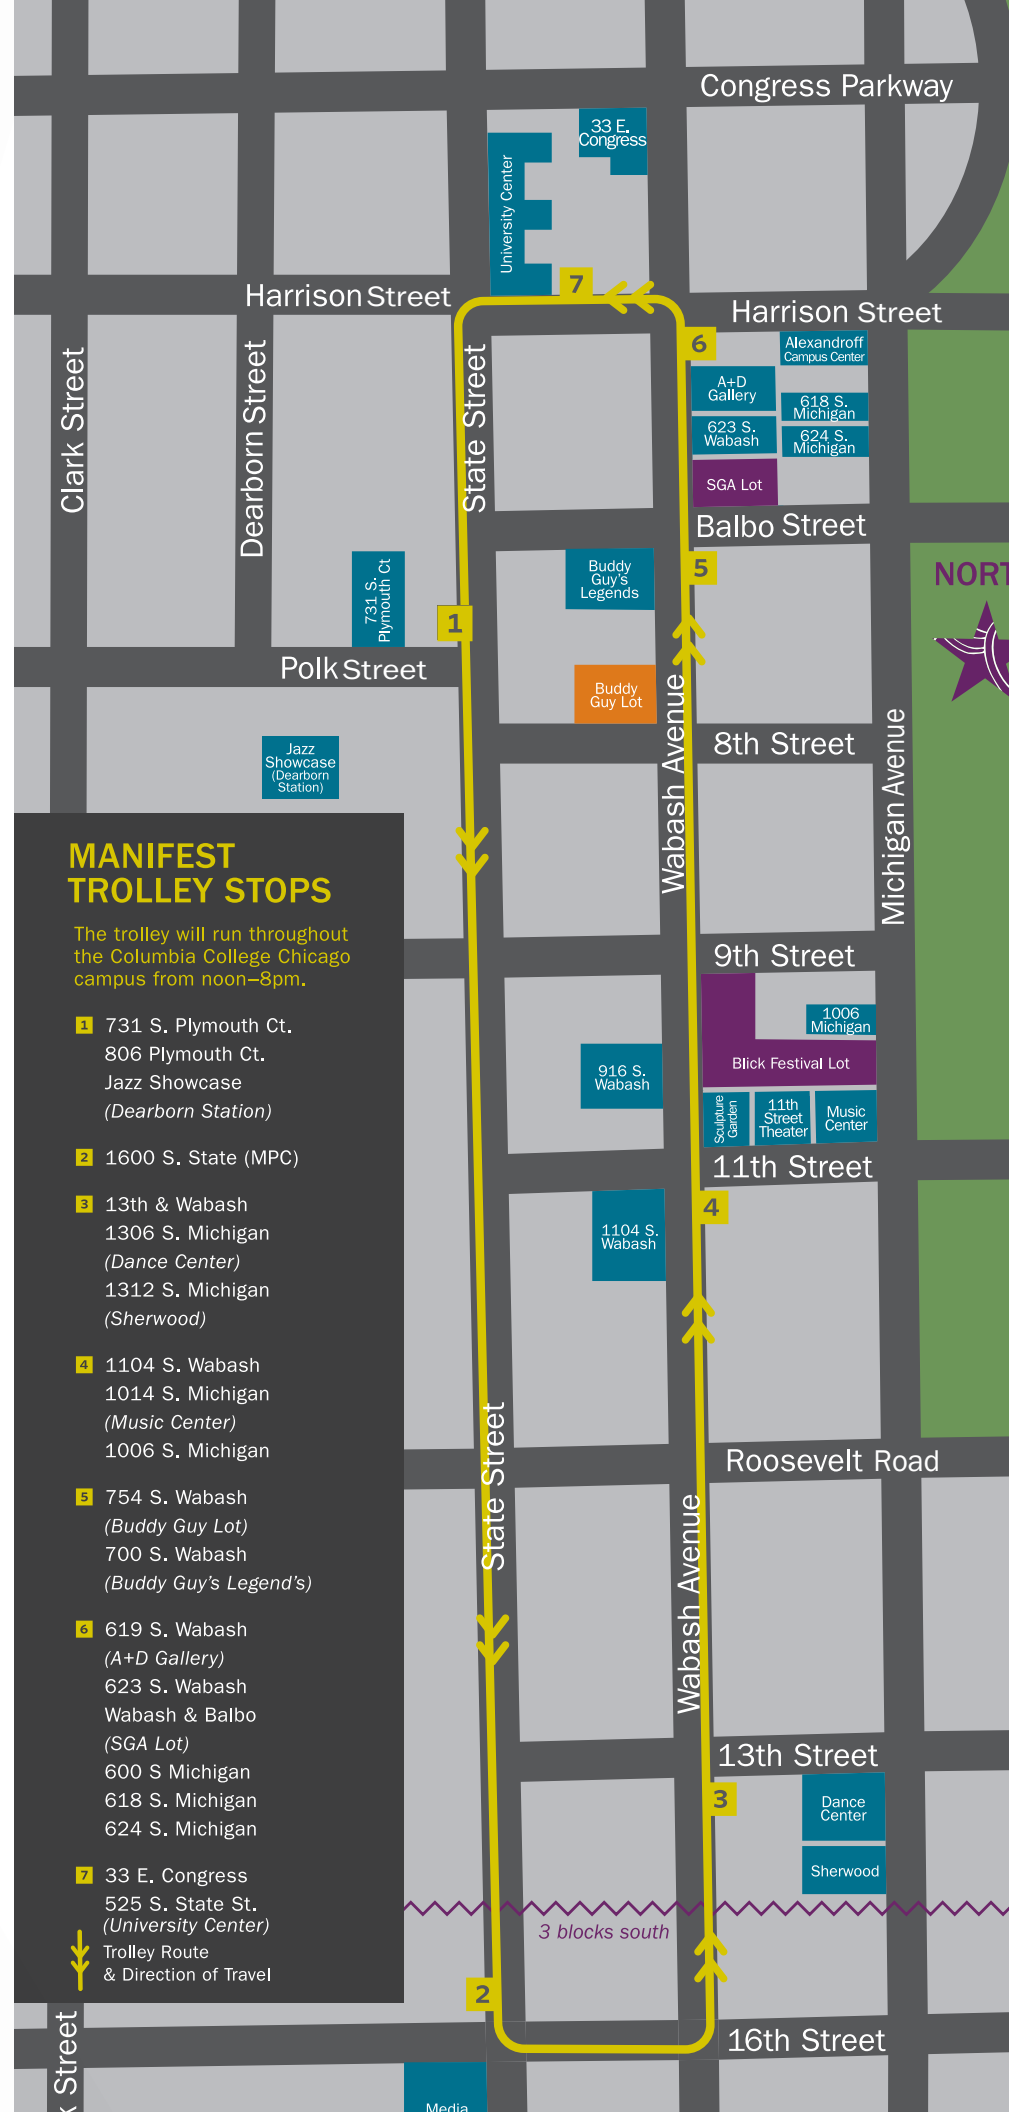 Congress Parkway
33 E.
Congress
University Center
7
Harrison Street
Harrison Street
6
Alexandroff
Campus Center
A+D
Gallery
618 S.
Michigan
623 S.
Wabash
624 S.
Michigan
SGA Lot
Clark Street
Dearborn Street
State Street
Balbo Street
5
Buddy
Guy's
Legends
731 S.
Plymouth Ct
1
NORT
Polk Street
Buddy
Guy Lot
Wabash Avenue
8th Street
Michigan Avenue
Jazz
Showcase
(Dearborn
Station)
MANIFEST
TROLLEY STOPS
The trolley will run throughout
the Columbia College Chicago
campus from noon–8pm.
1 731 S. Plymouth Ct.
806 Plymouth Ct.
Jazz Showcase
(Dearborn Station)
2 1600 S. State (MPC)
3 13th & Wabash
1306 S. Michigan
(Dance Center)
1312 S. Michigan
(Sherwood)
4 1104 S. Wabash
1014 S. Michigan
(Music Center)
1006 S. Michigan
5 754 S. Wabash
(Buddy Guy Lot)
700 S. Wabash
(Buddy Guy's Legend's)
6 619 S. Wabash
(A+D Gallery)
623 S. Wabash
Wabash & Balbo
(SGA Lot)
600 S Michigan
618 S. Michigan
624 S. Michigan
7 33 E. Congress
525 S. State St.
(University Center)
Trolley Route
& Direction of Travel
9th Street
1006
Michigan
Blick Festival Lot
916 S.
Wabash
Sculpture
Garden
11th
Street
Theater
Music
Center
11th Street
4
1104 S.
Wabash
State Street
Roosevelt Road
Wabash Avenue
13th Street
3
Dance
Center
Sherwood
3 blocks south
2
16th Street
k Street
Media